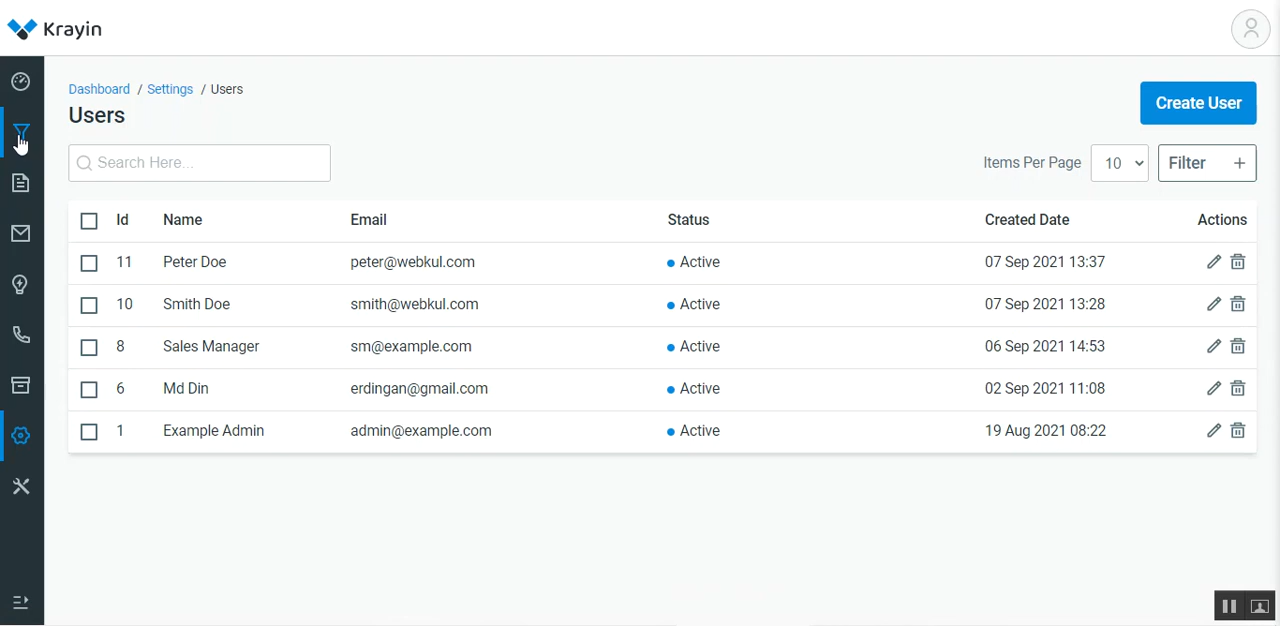 Krayin
Dashboard / Settings / Users
Users
Create User
Search Here...
Items Per Page 10 Filter +
Id Name Email Status Created Date Actions
11 Peter Doe peter@webkul.com Active 07 Sep 2021 13:37
10 Smith Doe smith@webkul.com Active 07 Sep 2021 13:28
8 Sales Manager sm@example.com Active 06 Sep 2021 14:53
6 Md Din erdingan@gmail.com Active 02 Sep 2021 11:08
1 Example Admin admin@example.com Active 19 Aug 2021 08:22